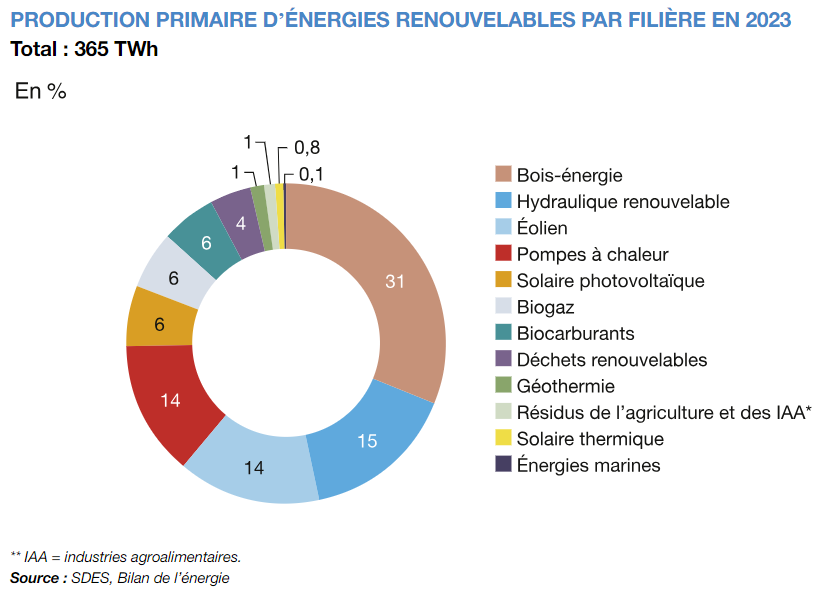 PRODUCTION PRIMAIRE D’ÉNERGIES RENOUVELABLES PAR FILIÈRE EN 2023
Total : 365 TWh
En %
1
0,8
1
0,1
31
15
14
14
6
6
6
4
Bois-énergie
Hydraulique renouvelable
Éolien
Pompes à chaleur
Solaire photovoltaïque
Biogaz
Biocarburants
Déchets renouvelables
Géothermie
Résidus de l’agriculture et des IAA*
Solaire thermique
Énergies marines
** IAA = industries agroalimentaires.
Source : SDES, Bilan de l’énergie